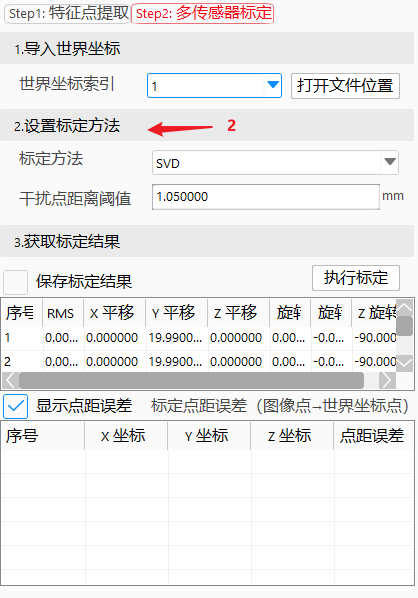 Step1: 特征点提取 Step2: 多传感器标定
1.导入世界坐标
世界坐标索引 1 打开文件位置
2.设置标定方法 2
标定方法 SVD
干扰点距离阈值 1.050000 mm
3.获取标定结果
保存标定结果 执行标定
序号 RMS X 平移 Y 平移 Z 平移 旋转 旋转 Z 旋转
1 0.00... 0.000000 19.9900... 0.000000 0.00... -0.0... -90.000
2 0.00... 0.000000 19.9900... 0.000000 0.00... -0.0... -90.000
显示点距误差 标定点距误差（图像点→世界坐标点）
序号 X 坐标 Y 坐标 Z 坐标 点距误差